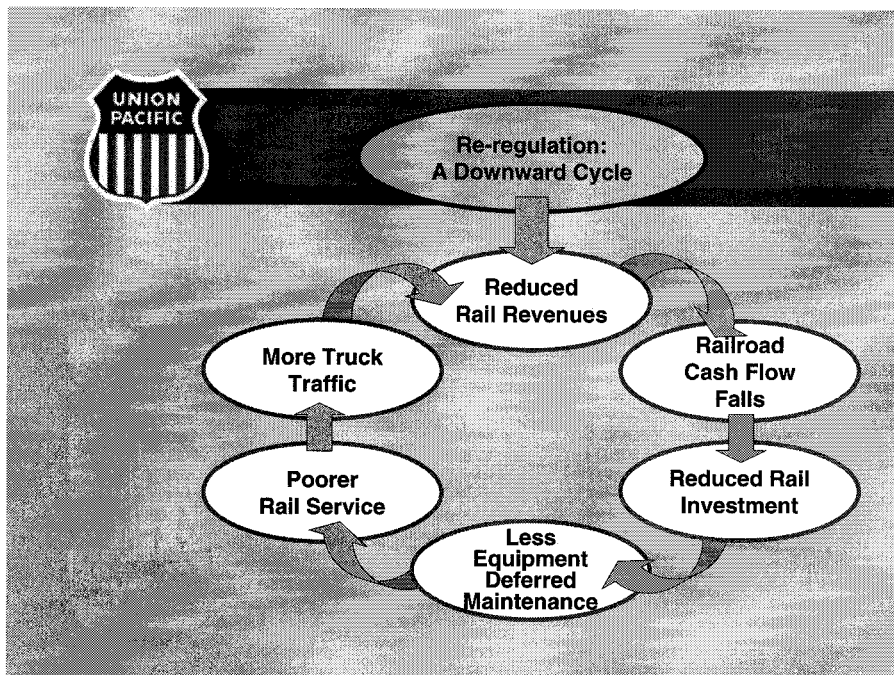 UNION
PACIFIC
Re-regulation:
A Downward Cycle
Reduced
Rail Revenues
Railroad
Cash Flow
Falls
Reduced Rail
Investment
Less
Equipment
Deferred
Maintenance
Poorer
Rail Service
More Truck
Traffic